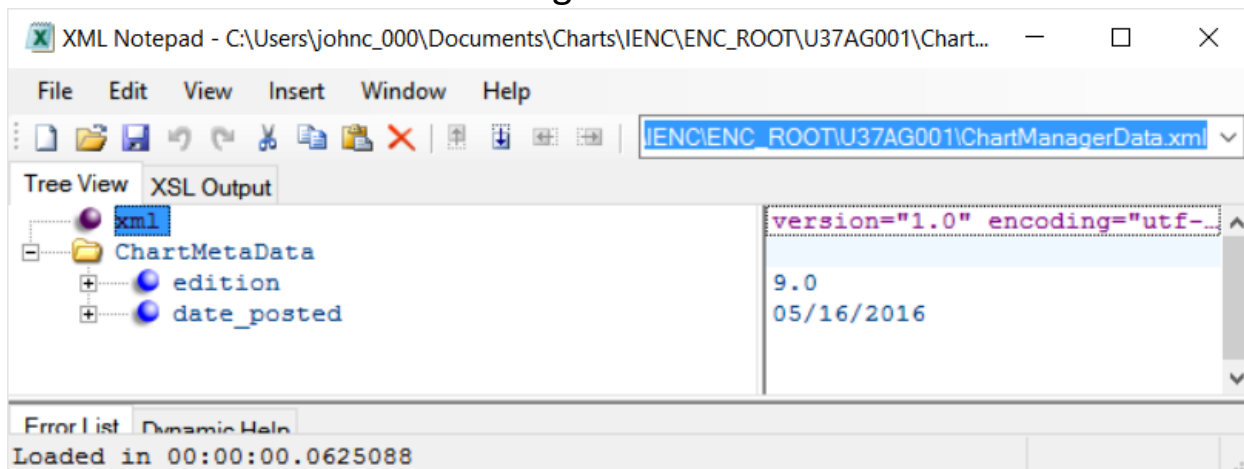 XML Notepad - C:\Users\johnc_000\Documents\Charts\IENC\ENC_ROOT\U37AG001\Chart...
File Edit View Insert Window Help
IENC\ENC_ROOT\U37AG001\ChartManagerData.xml
Tree View XSL Output
xml version="1.0" encoding="utf-...
ChartMetaData
edition 9.0
date_posted 05/16/2016
Error List Dynamic Help
Loaded in 00:00:00.0625088